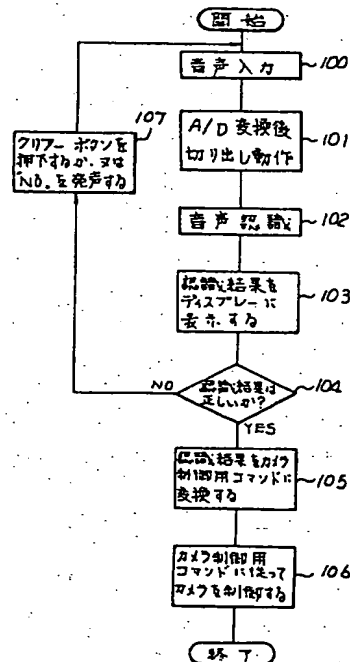 開始
音声入力
100
A/D変換後
切り出し動作
101
音声認識
102
認識結果を
ディスプレーに
表示する
103
認識結果は
正しいか?
104
NO
YES
107
クリアーボタンを
押下するか、又は
"NO"を発声する
認識結果をカメラ
制御用コマンドに
変換する
105
カメラ制御用
コマンドに従って
カメラを制御する
106
終了